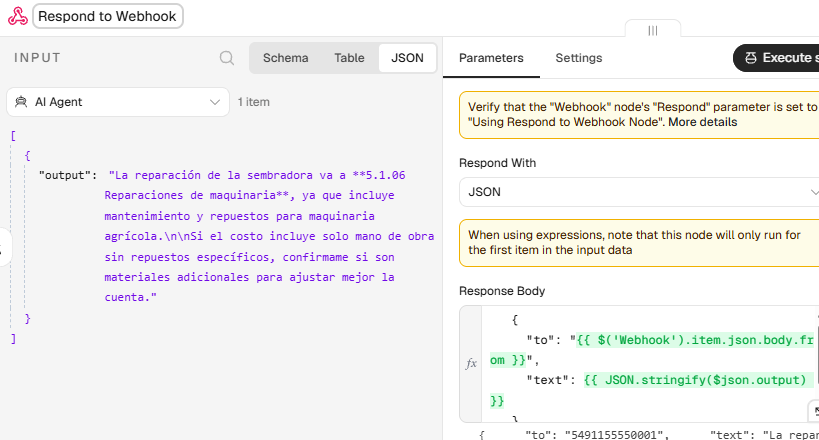 Respond to Webhook
INPUT
Schema Table JSON
AI Agent
1 item
[
{
"output": "La reparación de la sembradora va a **5.1.06
Reparaciones de maquinaria**, ya que incluye
mantenimiento y repuestos para maquinaria
agrícola.\n\nSi el costo incluye solo mano de obra
sin repuestos específicos, confirmame si son
materiales adicionales para ajustar mejor la
cuenta."
}
]
Parameters Settings
Execute s
Verify that the "Webhook" node's "Respond" parameter is set to
"Using Respond to Webhook Node". More details
Respond With
JSON
When using expressions, note that this node will only run for
the first item in the input data
Response Body
fx
{
"to": "{{ $('Webhook').item.json.body.fr
om }}",
"text": {{ JSON.stringify($json.output)
}}
}
{ "to": "5491155550001", "text": "La repar